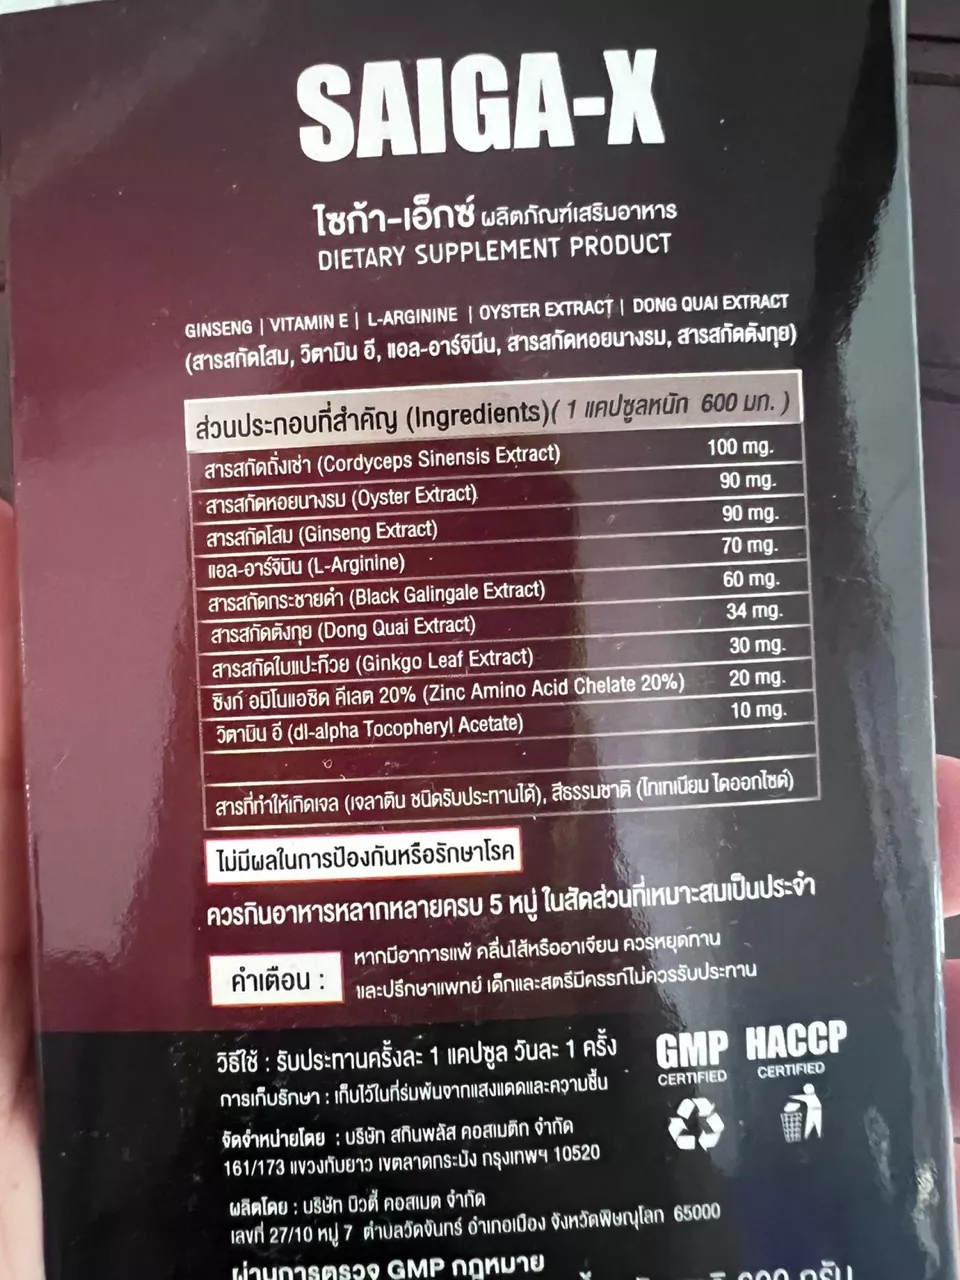 SAIGA-X
ไซก้า-เอ็กซ์ ผลิตภัณฑ์เสริมอาหาร
DIETARY SUPPLEMENT PRODUCT
GINSENG | VITAMIN E | L-ARGININE | OYSTER EXTRACT | DONG QUAI EXTRACT
(สารสกัดโสม, วิตามิน อี, แอล-อาร์จินีน, สารสกัดหอยนางรม, สารสกัดตังกุย)
ส่วนประกอบที่สำคัญ (Ingredients)( 1 แคปซูลหนัก 600 มก. )
สารสกัดถั่งเช่า (Cordyceps Sinensis Extract) 100 mg.
สารสกัดหอยนางรม (Oyster Extract) 90 mg.
สารสกัดโสม (Ginseng Extract) 90 mg.
แอล-อาร์จินิน (L-Arginine) 70 mg.
สารสกัดกระชายดำ (Black Galingale Extract) 60 mg.
สารสกัดตังกุย (Dong Quai Extract) 34 mg.
สารสกัดใบแปะก๊วย (Ginkgo Leaf Extract) 30 mg.
ซิงก์ อมิโนแอซิด คีเลต 20% (Zinc Amino Acid Chelate 20%) 20 mg.
วิตามิน อี (dl-alpha Tocopheryl Acetate) 10 mg.
สารที่ทำให้เกิดเจล (เจลาติน ชนิดรับประทานได้), สีธรรมชาติ (ไทเทเนียม ไดออกไซด์)
ไม่มีผลในการป้องกันหรือรักษาโรค
ควรกินอาหารหลากหลายครบ 5 หมู่ ในสัดส่วนที่เหมาะสมเป็นประจำ
คำเตือน : หากมีอาการแพ้ คลื่นไส้หรืออาเจียน ควรหยุดทาน
และปรึกษาแพทย์ เด็กและสตรีมีครรภ์ไม่ควรรับประทาน
วิธีใช้ : รับประทานครั้งละ 1 แคปซูล วันละ 1 ครั้ง
การเก็บรักษา : เก็บไว้ในที่ร่มพ้นจากแสงแดดและความชื้น
GMP HACCP
CERTIFIED CERTIFIED
จัดจำหน่ายโดย : บริษัท สกินพลัส คอสเมติก จำกัด
161/173 แขวงทับยาว เขตลาดกระบัง กรุงเทพฯ 10520
ผลิตโดย : บริษัท บิวตี้ คอสเมต จำกัด
เลขที่ 27/10 หมู่ 7 ตำบลวัดจันทร์ อำเภอเมือง จังหวัดพิษณุโลก 65000
ผ่านการตรวจ GMP กฎหมาย